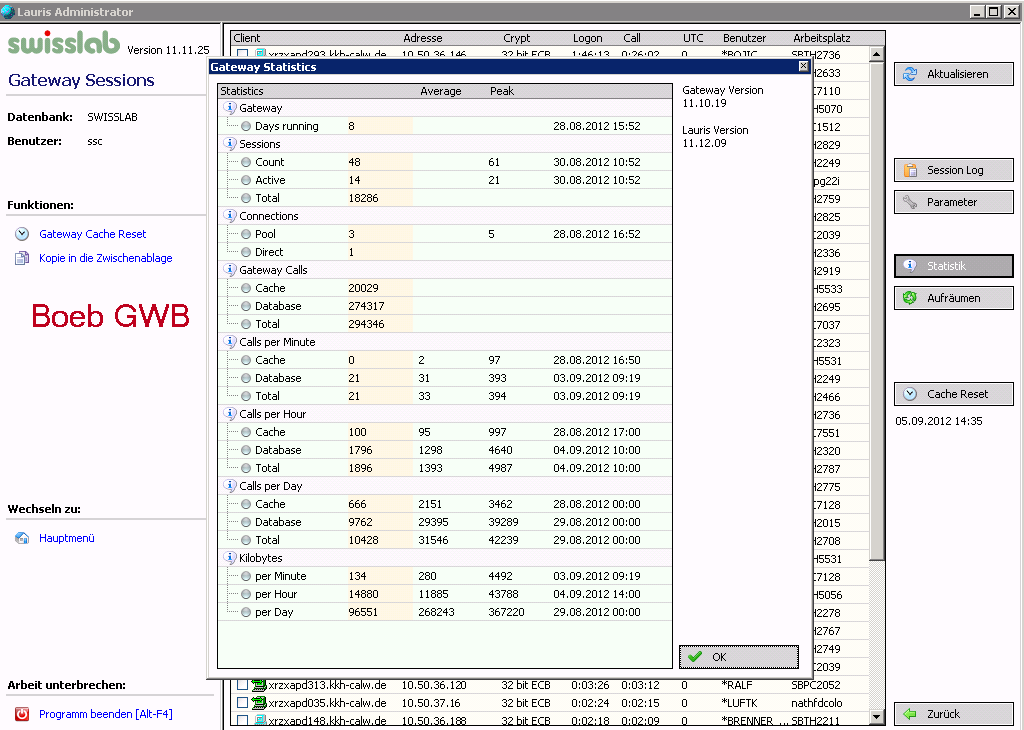 Lauris Administrator
swisslab Version 11.11.25
Gateway Sessions
Datenbank: SWISSLAB
Benutzer: ssc
Funktionen:
Gateway Cache Reset
Kopie in die Zwischenablage
Boeb GWB
Wechseln zu:
Hauptmenü
Arbeit unterbrechen:
Programm beenden [Alt-F4]
Client Adresse Crypt Logon Call UTC Benutzer Arbeitsplatz
xrzxapd293.kkh-calw.de 10.50.36.146 32 bit ECB 1:46:13 0:26:02 0 *BOJIC SBTH2736
Gateway Statistics
Statistics Average Peak
Gateway
Days running 8 28.08.2012 15:52
Sessions
Count 48 61 30.08.2012 10:52
Active 14 21 30.08.2012 10:52
Total 18286
Connections
Pool 3 5 28.08.2012 16:52
Direct 1
Gateway Calls
Cache 20029
Database 274317
Total 294346
Calls per Minute
Cache 0 2 97 28.08.2012 16:50
Database 21 31 393 03.09.2012 09:19
Total 21 33 394 03.09.2012 09:19
Calls per Hour
Cache 100 95 997 28.08.2012 17:00
Database 1796 1298 4640 04.09.2012 10:00
Total 1896 1393 4987 04.09.2012 10:00
Calls per Day
Cache 666 2151 3462 28.08.2012 00:00
Database 9762 29395 39289 29.08.2012 00:00
Total 10428 31546 42239 29.08.2012 00:00
Kilobytes
per Minute 134 280 4492 03.09.2012 09:19
per Hour 14880 11885 43788 04.09.2012 14:00
per Day 96551 268243 367220 29.08.2012 00:00
Gateway Version
11.10.19
Lauris Version
11.12.09
OK
H2633
C7110
H5070
C1512
H2829
H2249
pg22i
H2759
H2825
C2039
H2336
H2919
H5533
H2695
C7037
C2323
H5531
H2249
H2466
H2736
C7551
H2320
H2787
H2775
C7128
H2015
H2708
H5531
C7128
H5056
H2278
H2767
H2749
C2039
xrzxapd313.kkh-calw.de 10.50.36.120 32 bit ECB 0:03:26 0:03:12 0 *RALF SBPC2052
xrzxapd035.kkh-calw.de 10.50.37.16 32 bit ECB 0:02:24 0:02:15 0 *LUFTK nathfdcolo
xrzxapd148.kkh-calw.de 10.50.36.188 32 bit ECB 0:02:18 0:02:09 0 *BRENNER ... SBTH2211
Aktualisieren
Session Log
Parameter
Statistik
Aufräumen
Cache Reset
05.09.2012 14:35
Zurück